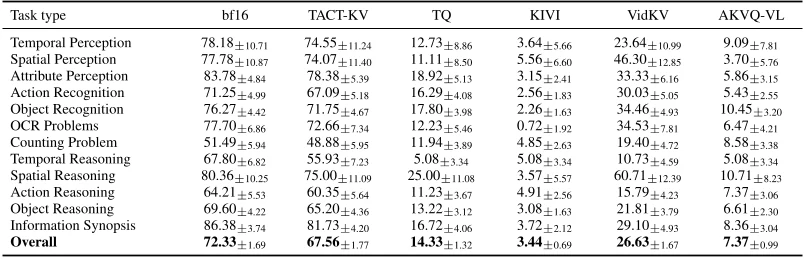 Task type bf16 TACT-KV TQ KIVI VidKV AKVQ-VL
Temporal Perception 78.18±10.71 74.55±11.24 12.73±8.86 3.64±5.66 23.64±10.99 9.09±7.81
Spatial Perception 77.78±10.87 74.07±11.40 11.11±8.50 5.56±6.60 46.30±12.85 3.70±5.76
Attribute Perception 83.78±4.84 78.38±5.39 18.92±5.13 3.15±2.41 33.33±6.16 5.86±3.15
Action Recognition 71.25±4.99 67.09±5.18 16.29±4.08 2.56±1.83 30.03±5.05 5.43±2.55
Object Recognition 76.27±4.42 71.75±4.67 17.80±3.98 2.26±1.63 34.46±4.93 10.45±3.20
OCR Problems 77.70±6.86 72.66±7.34 12.23±5.46 0.72±1.92 34.53±7.81 6.47±4.21
Counting Problem 51.49±5.94 48.88±5.95 11.94±3.89 4.85±2.63 19.40±4.72 8.58±3.38
Temporal Reasoning 67.80±6.82 55.93±7.23 5.08±3.34 5.08±3.34 10.73±4.59 5.08±3.34
Spatial Reasoning 80.36±10.25 75.00±11.09 25.00±11.08 3.57±5.57 60.71±12.39 10.71±8.23
Action Reasoning 64.21±5.53 60.35±5.64 11.23±3.67 4.91±2.56 15.79±4.23 7.37±3.06
Object Reasoning 69.60±4.22 65.20±4.36 13.22±3.12 3.08±1.63 21.81±3.79 6.61±2.30
Information Synopsis 86.38±3.74 81.73±4.20 16.72±4.06 3.72±2.12 29.10±4.93 8.36±3.04
Overall 72.33±1.69 67.56±1.77 14.33±1.32 3.44±0.69 26.63±1.67 7.37±0.99